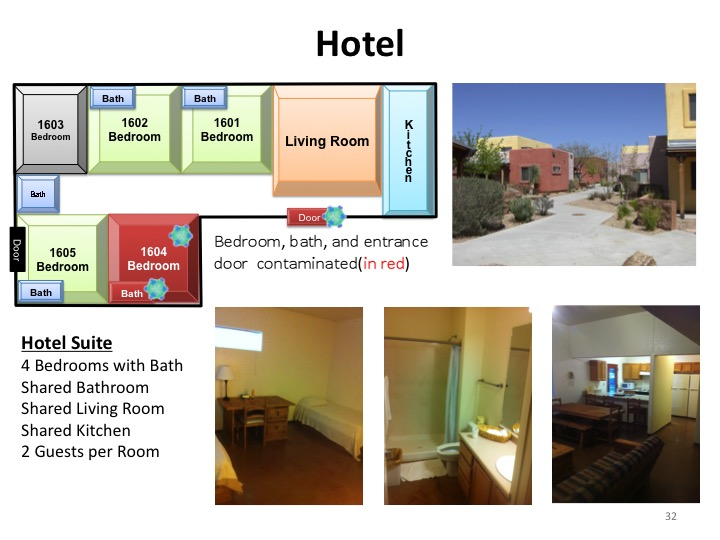 Hotel
1603
Bedroom
Bath
1602
Bedroom
Bath
1601
Bedroom
Living Room
Kitchen
Bath
Door
Door
1605
Bedroom
Bath
1604
Bedroom
Bath
Bedroom, bath, and entrance
door contaminated(in red)
Hotel Suite
4 Bedrooms with Bath
Shared Bathroom
Shared Living Room
Shared Kitchen
2 Guests per Room
32